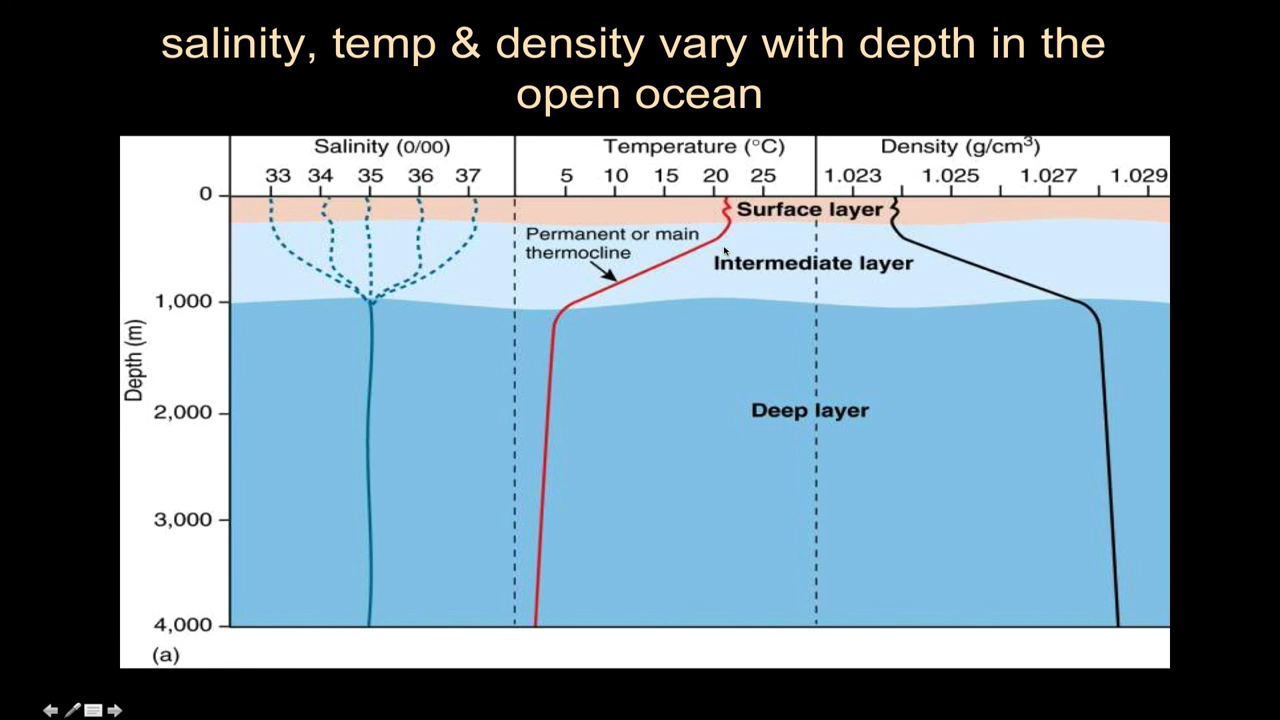 salinity, temp & density vary with depth in the
open ocean
Salinity (0/00)
Temperature (°C)
Density (g/cm³)
33 34 35 36 37
5 10 15 20 25
1.023 1.025 1.027 1.029
0
Surface layer
Permanent or main
thermocline
Intermediate layer
1,000
Depth (m)
2,000
Deep layer
3,000
4,000
(a)